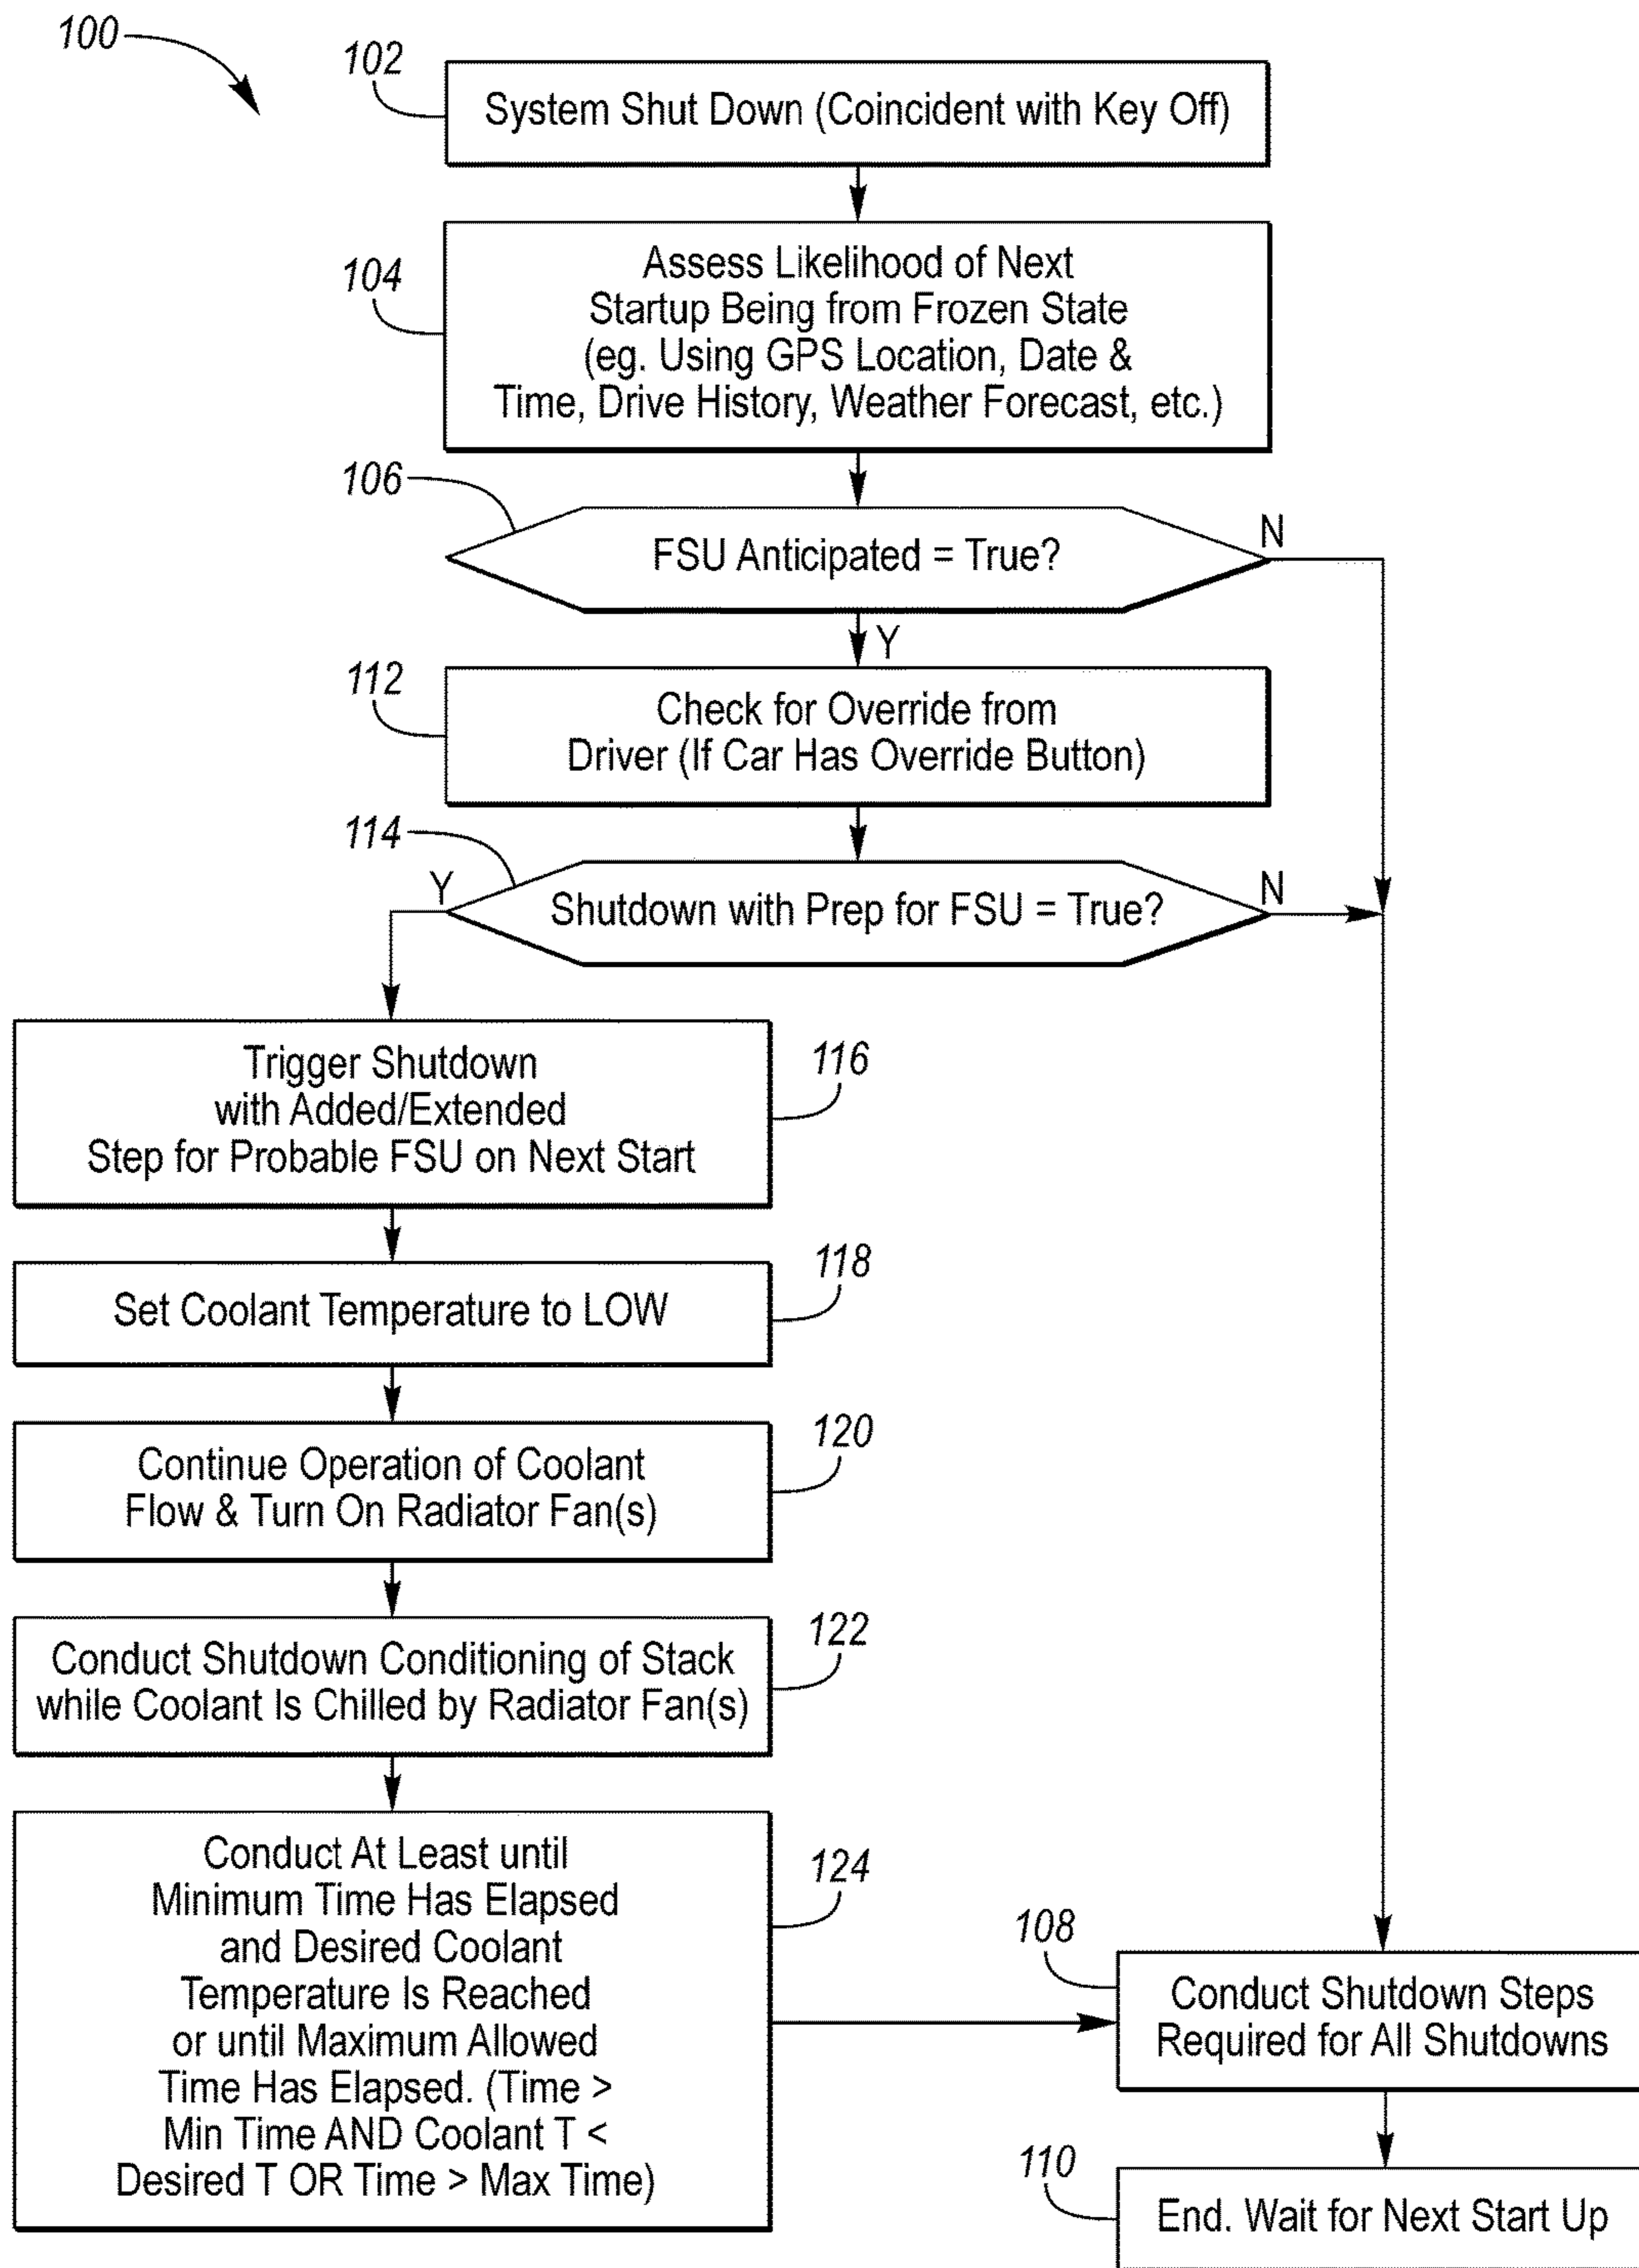 100
102
System Shut Down (Coincident with Key Off)
104
Assess Likelihood of Next
Startup Being from Frozen State
(eg. Using GPS Location, Date &
Time, Drive History, Weather Forecast, etc.)
106
FSU Anticipated = True?
N
Y
112
Check for Override from
Driver (If Car Has Override Button)
114
Y
Shutdown with Prep for FSU = True?
N
Trigger Shutdown
with Added/Extended
Step for Probable FSU on Next Start
116
Set Coolant Temperature to LOW
118
Continue Operation of Coolant
Flow & Turn On Radiator Fan(s)
120
Conduct Shutdown Conditioning of Stack
while Coolant Is Chilled by Radiator Fan(s)
122
Conduct At Least until
Minimum Time Has Elapsed
and Desired Coolant
Temperature Is Reached
or until Maximum Allowed
Time Has Elapsed. (Time >
Min Time AND Coolant T <
Desired T OR Time > Max Time)
124
108
Conduct Shutdown Steps
Required for All Shutdowns
110
End. Wait for Next Start Up